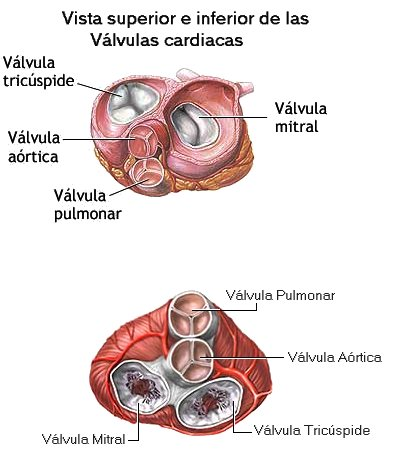 Vista superior e inferior de las
Válvulas cardiacas
Válvula
tricúspide
Válvula
mitral
Válvula
aórtica
Válvula
pulmonar
Válvula Pulmonar
Válvula Aórtica
Válvula Tricúspide
Válvula Mitral